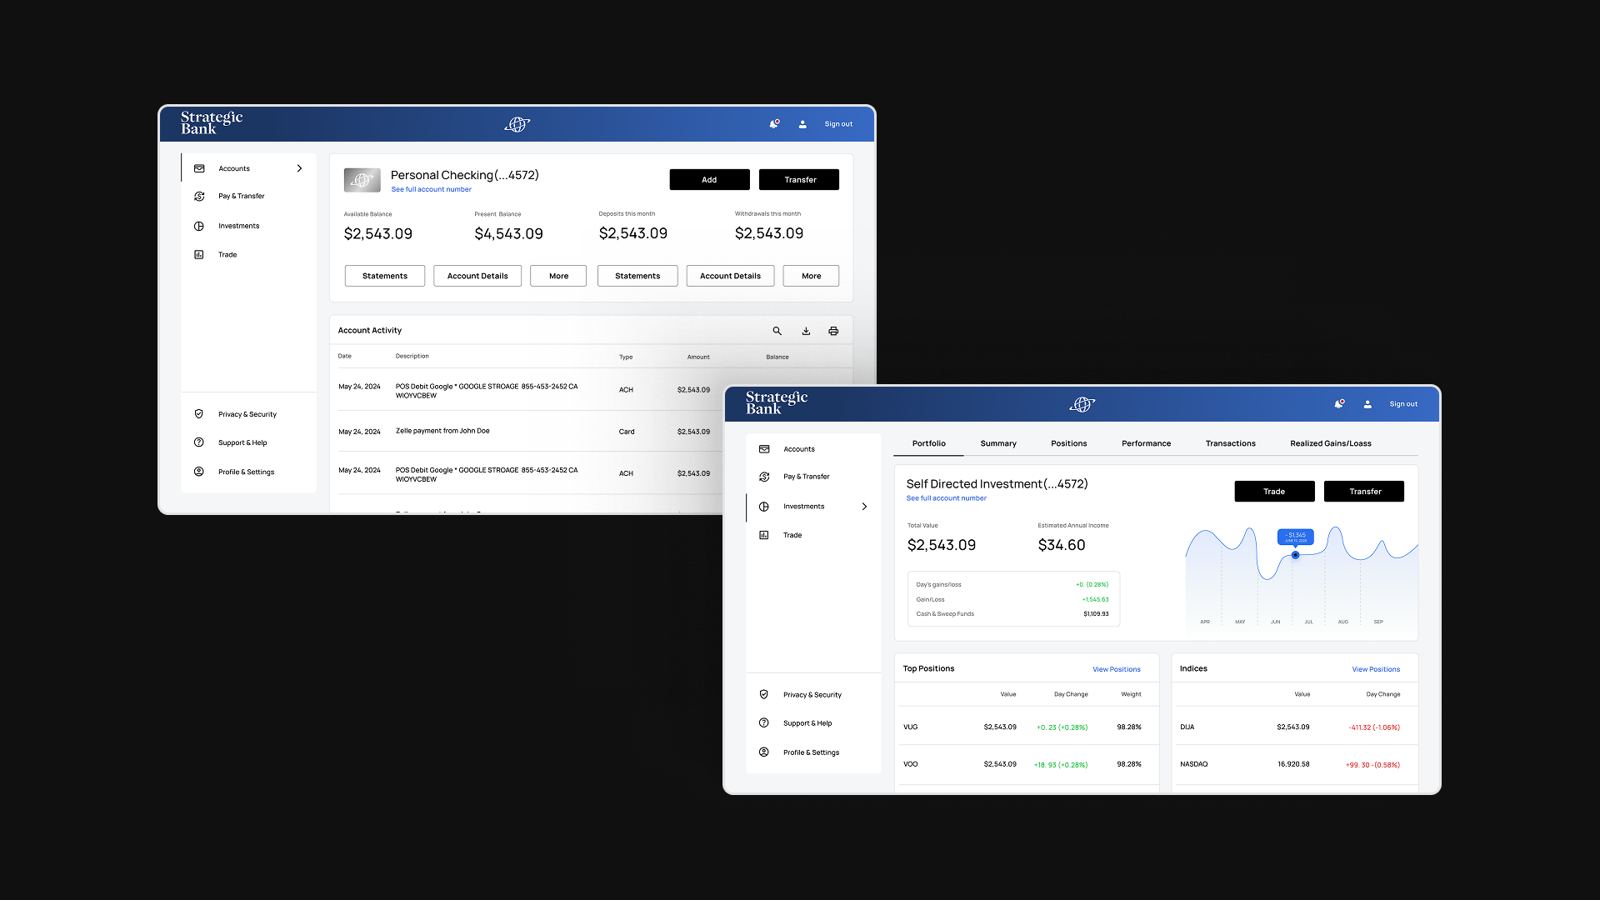 Strategic
Bank
Sign out
Accounts
Pay & Transfer
Investments
Trade
Privacy & Security
Support & Help
Profile & Settings
Personal Checking(...4572)
See full account number
Add
Transfer
Available Balance
Present Balance
Deposits this month
Withdrawals this month
$2,543.09
$4,543.09
$2,543.09
$2,543.09
Statements
Account Details
More
Statements
Account Details
More
Account Activity
Date
Description
Type
Amount
Balance
May 24, 2024
POS Debit Google * GOOGLE STROAGE 855-453-2452 CA
WIOYVCBEW
ACH
$2,543.09
May 24, 2024
Zelle payment from John Doe
Card
$2,543.09
May 24, 2024
POS Debit Google * GOOGLE STROAGE 855-453-2452 CA
WIOYVCBEW
ACH
$2,543.09
Strategic
Bank
Sign out
Accounts
Pay & Transfer
Investments
Trade
Privacy & Security
Support & Help
Profile & Settings
Portfolio
Summary
Positions
Performance
Transactions
Realized Gains/Loass
Self Directed Investment(...4572)
See full account number
Trade
Transfer
Total Value
Estimated Annual Income
$2,543.09
$34.60
Day's gains/loss
+0. (0.28%)
Gain/Loss
+1,545.63
Cash & Sweep Funds
$1,109.93
- $1,345
APR
MAY
JUN
JUL
AUG
SEP
Top Positions
View Positions
Value
Day Change
Weight
VUG
$2,543.09
+0. 23 (+0.28%)
98.28%
VOO
$2,543.09
+18. 93 (+0.28%)
98.28%
Indices
View Positions
Value
Day Change
DIJA
$2,543.09
-411.32 (-1.06%)
NASDAQ
16,920.58
+99. 30 -(0.58%)